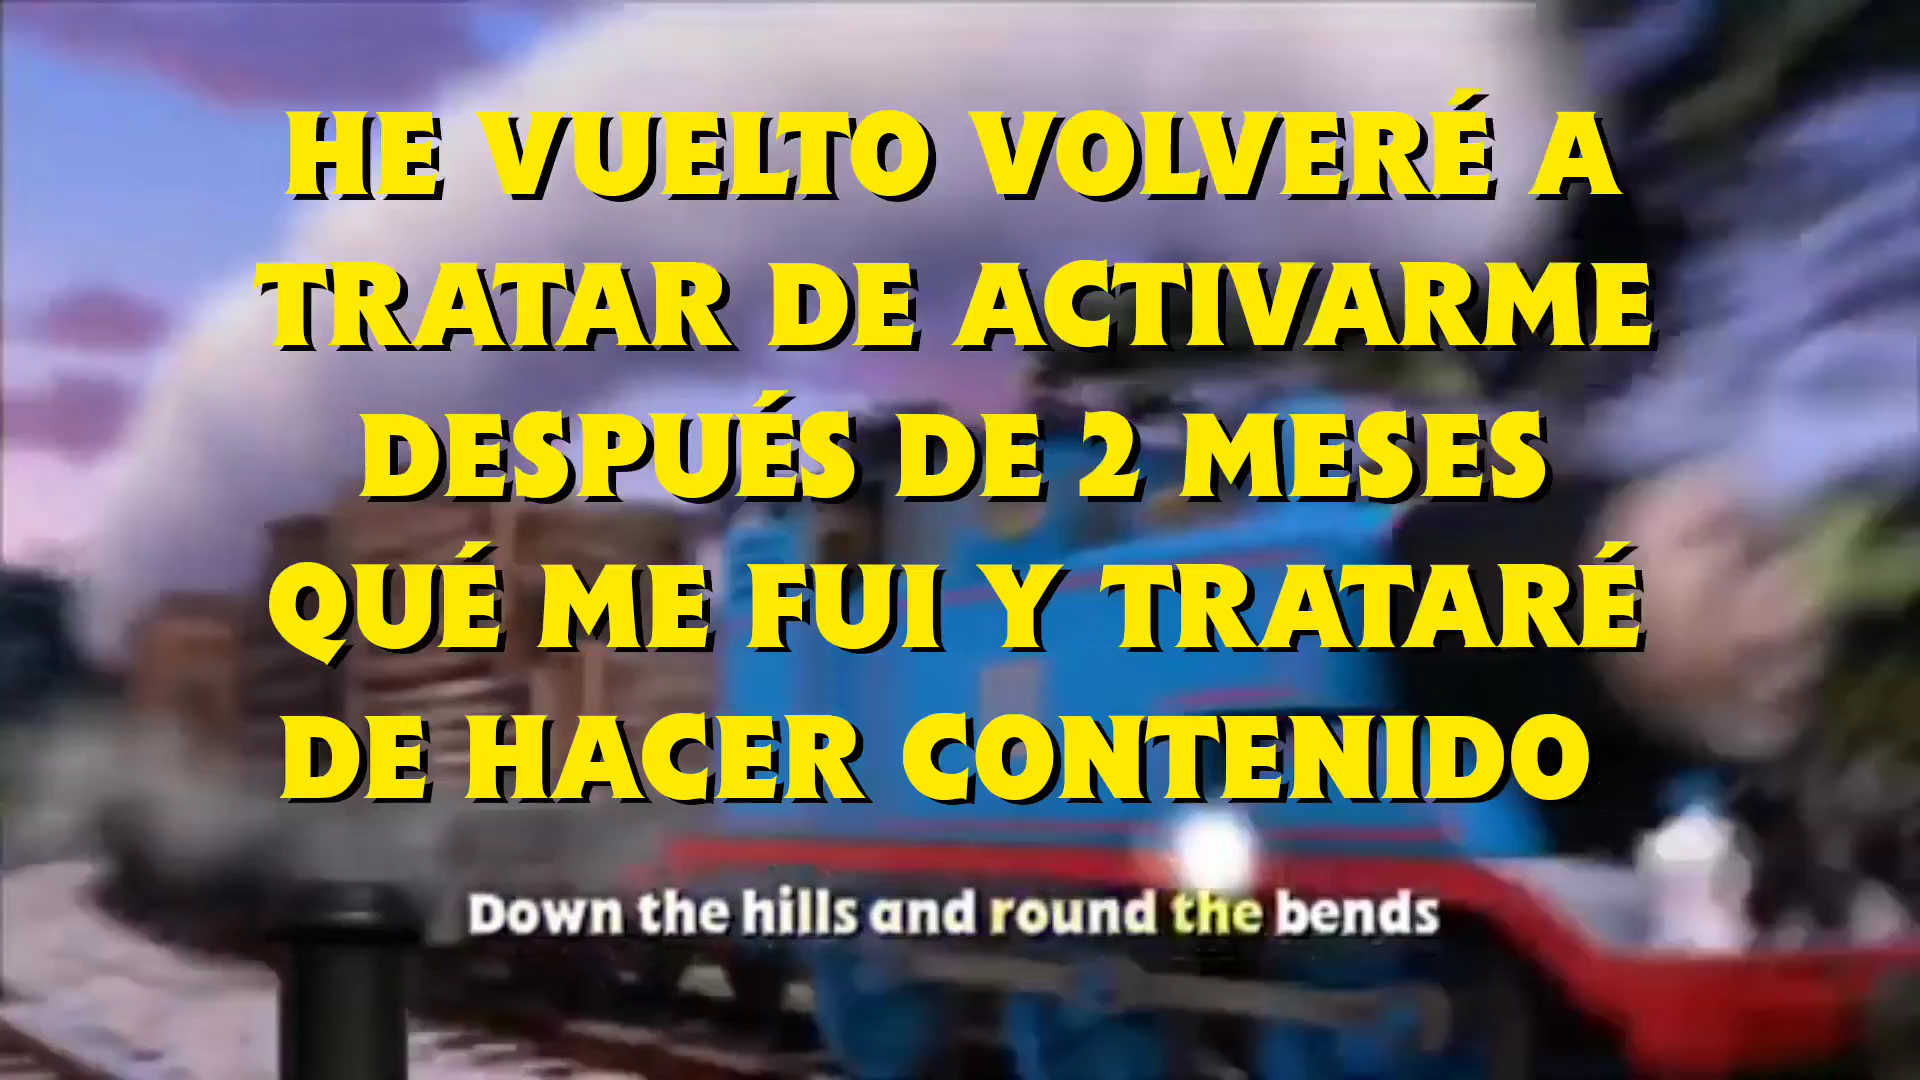 HE VUELTO VOLVERÉ A
TRATAR DE ACTIVARME
DESPUÉS DE 2 MESES
QUÉ ME FUI Y TRATARÉ
DE HACER CONTENIDO
Down the hills and round the bends